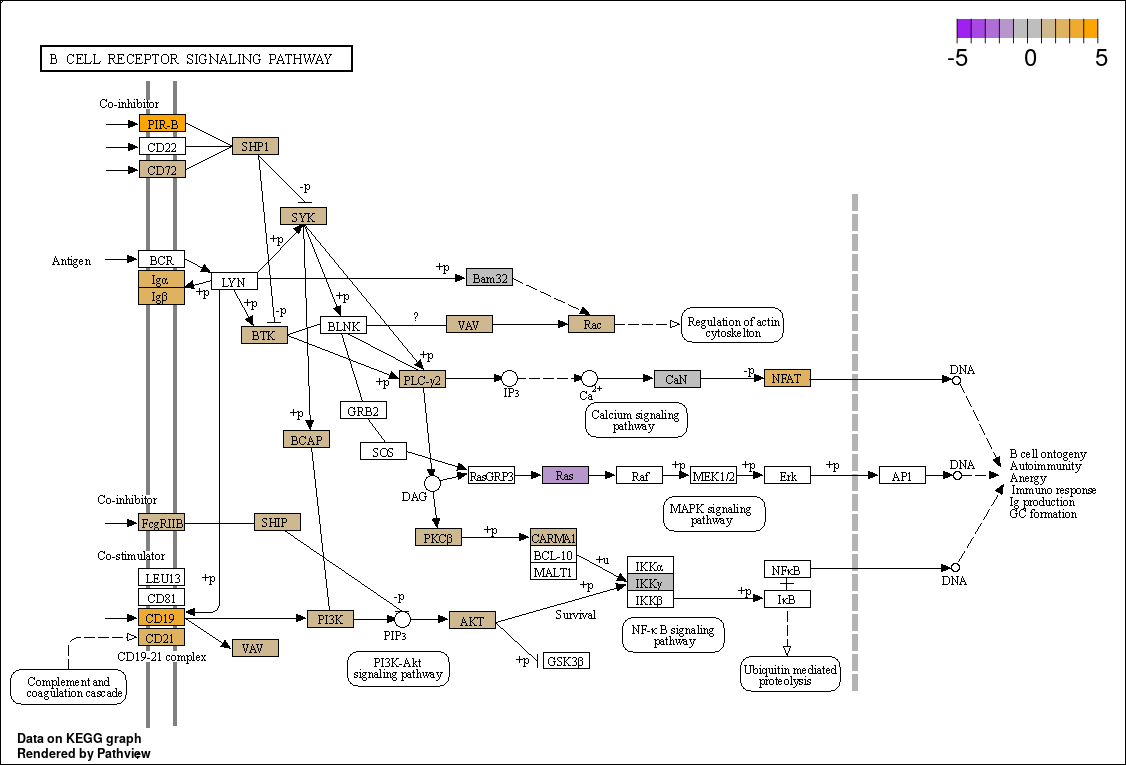 -5 0 5
B CELL RECEPTOR SIGNALING PATHWAY
Co-inhibitor
PIR-B
CD22
SHP1
CD72
-p
SYK
+p
Antigen
BCR
Igα
LYN
+p
Bam32
Igβ
+p
+p
-p
+p
BTK
BLNK
?
VAV
Rac
Regulation of actin
cytoskelton
+p
+p
PLC-γ2
IP3
Ca2+
CaN
-p
NFAT
DNA
Calcium signaling
pathway
GRB2
+p
BCAP
SOS
B cell ontogeny
Autoimmunity
Anergy
Immuno response
Ig production
GC formation
RasGRP3
Ras
Raf
+p
MEK1/2
+p
Erk
+p
AP1
DNA
DAG
MAPK signaling
pathway
Co-inhibitor
FcgRIIB
SHIP
PKCβ
+p
CARMA1
BCL-10
MALT1
+u
Co-stimulator
LEU13
+p
CD81
CD19
CD21
CD19-21 complex
VAV
PI3K
-p
PIP3
AKT
+p
Survival
IKKα
IKKγ
IKKβ
+p
NFκB
IκB
DNA
NF-κ B signaling
pathway
+p
GSK3β
PI3K-Akt
signaling pathway
Ubiquitin mediated
proteolysis
Complement and
coagulation cascade
Data on KEGG graph
Rendered by Pathview